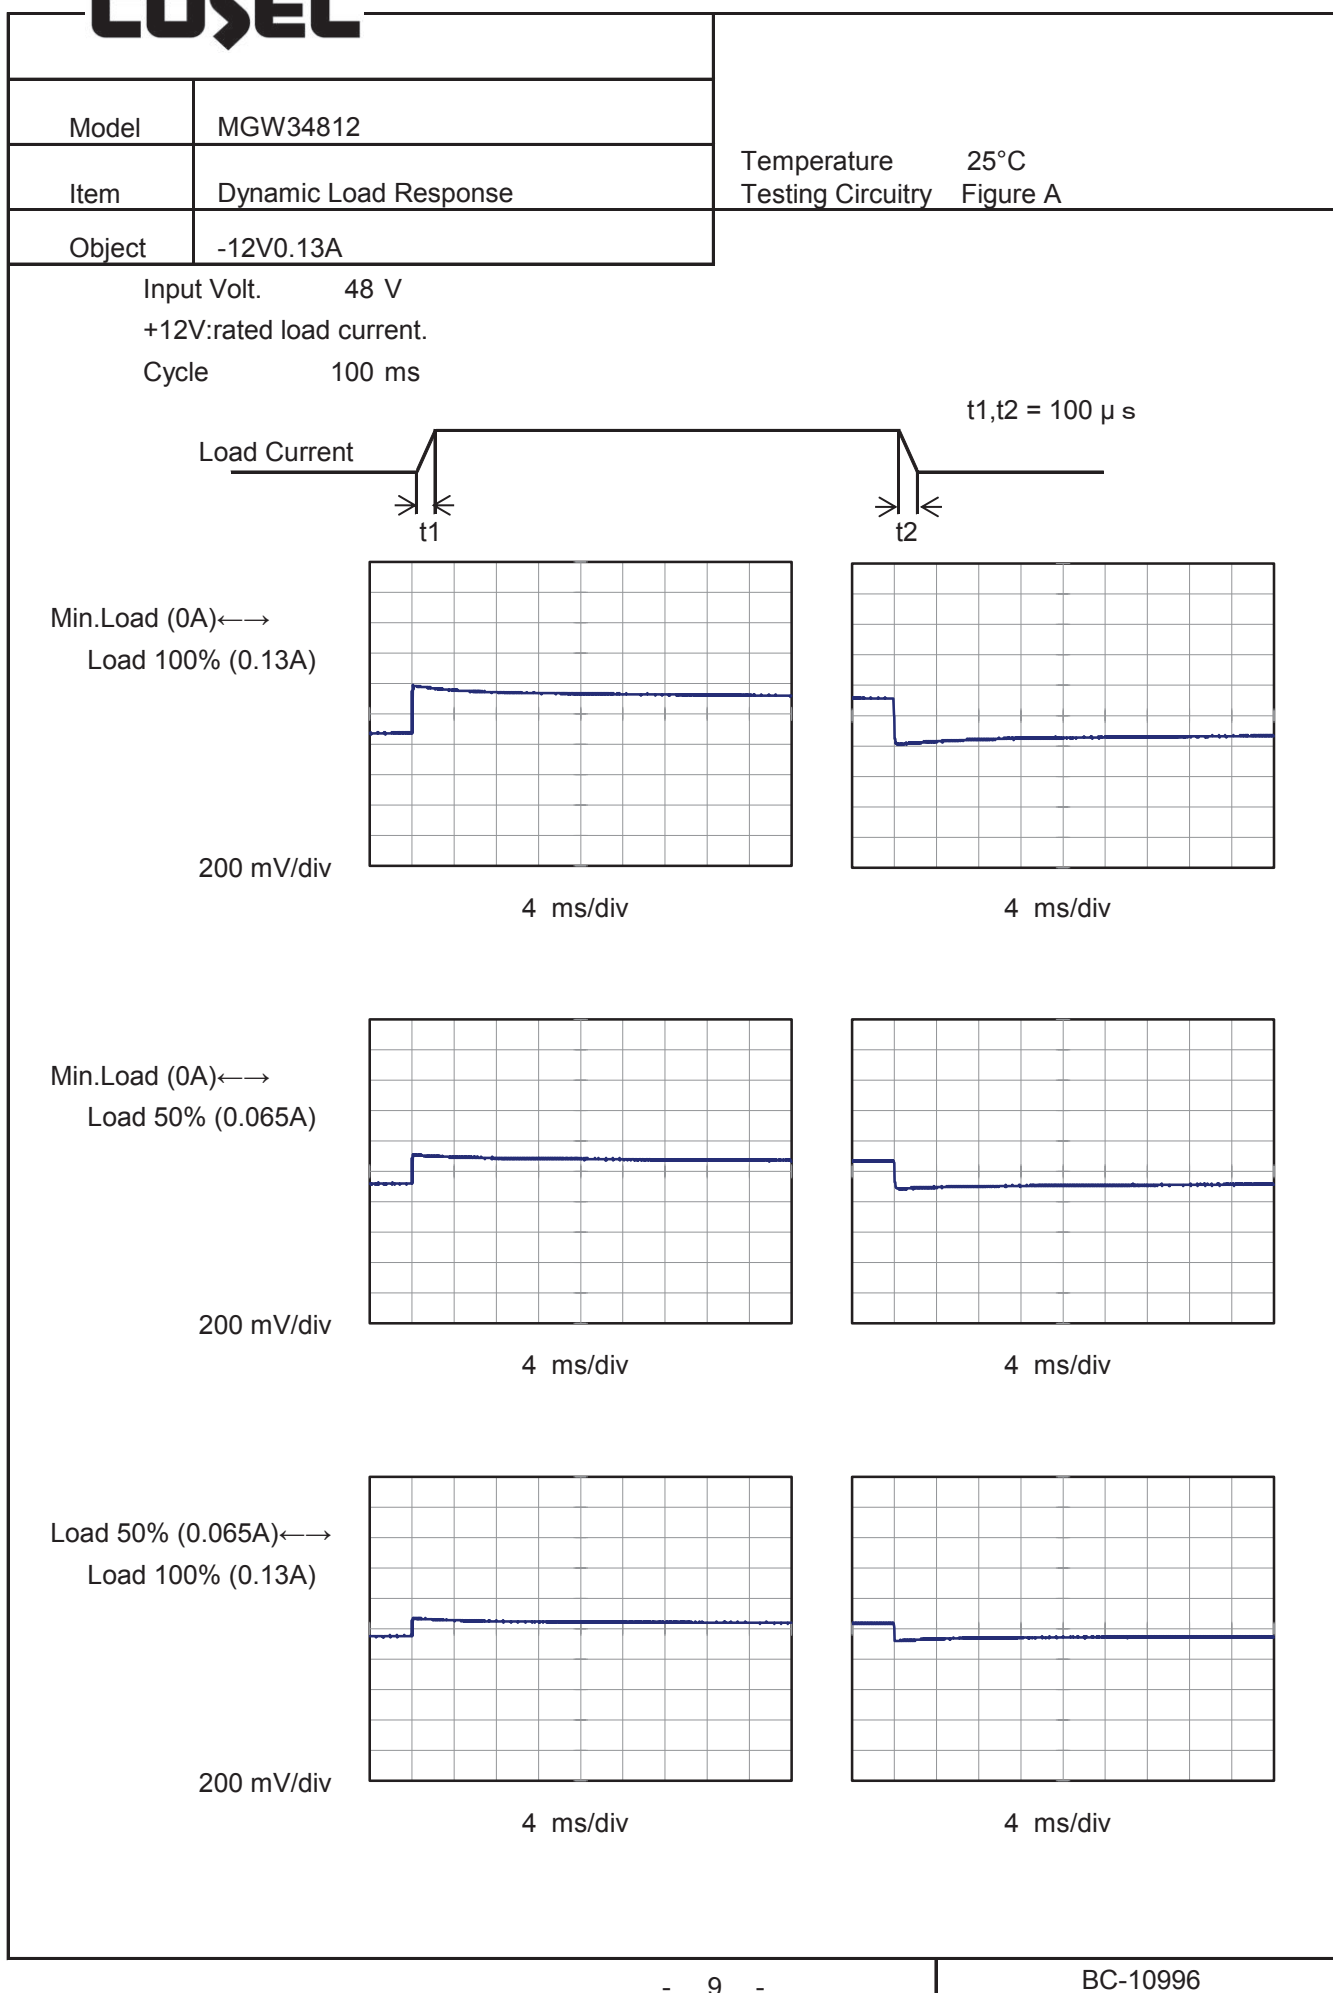 COSEL
Model MGW34812
Item Dynamic Load Response
Temperature 25°C
Testing Circuitry Figure A
Object -12V0.13A
Input Volt. 48 V
+12V:rated load current.
Cycle 100 ms
t1,t2 = 100 μ s
Load Current
t1 t2
Min.Load (0A)←→
Load 100% (0.13A)
200 mV/div
4 ms/div 4 ms/div
Min.Load (0A)←→
Load 50% (0.065A)
200 mV/div
4 ms/div 4 ms/div
Load 50% (0.065A)←→
Load 100% (0.13A)
200 mV/div
4 ms/div 4 ms/div
- 9 - BC-10996